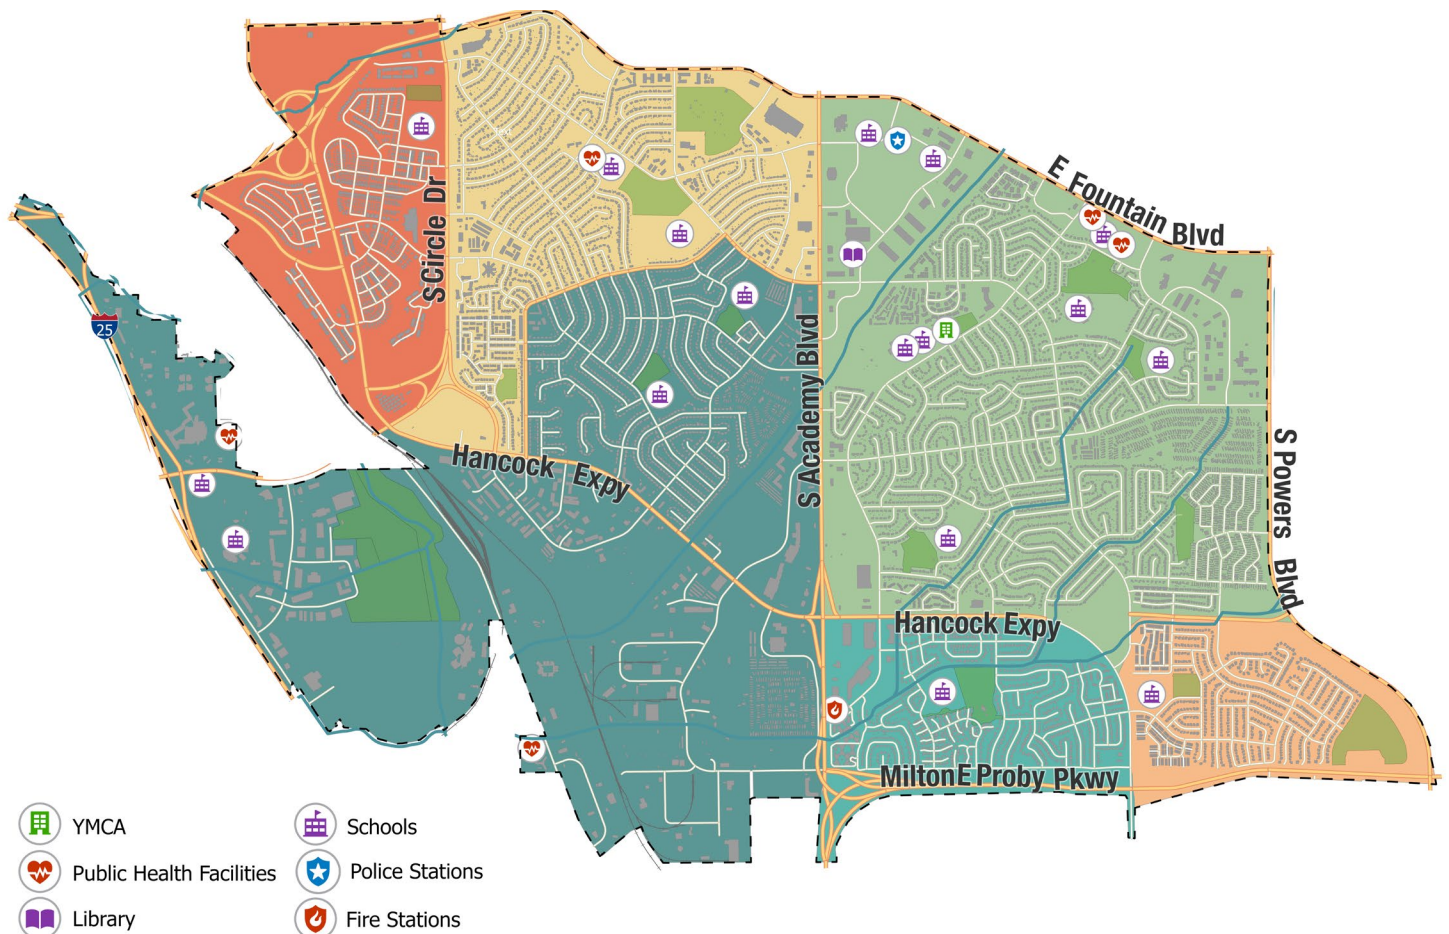 E Fountain Blvd
S Circle Dr
25
S Academy Blvd
Hancock Expy
S Powers Blvd
Hancock Expy
Milton E Proby Pkwy
YMCA
Schools
Public Health Facilities
Police Stations
Library
Fire Stations